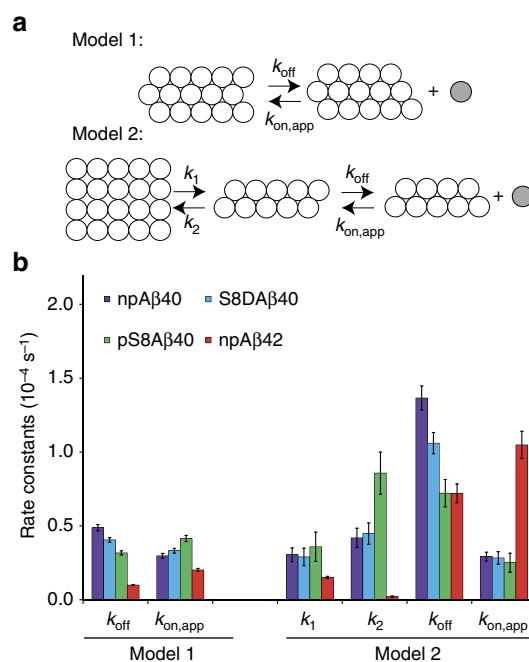 a
Model 1:
koff
kon,app
+
Model 2:
k1
k2
koff
kon,app
+
b
npAβ40
S8DAβ40
pS8Aβ40
npAβ42
Rate constants (10⁻⁴ s⁻¹)
2.0
1.5
1.0
0.5
0.0
koff kon,app k1 k2 koff kon,app
Model 1 Model 2